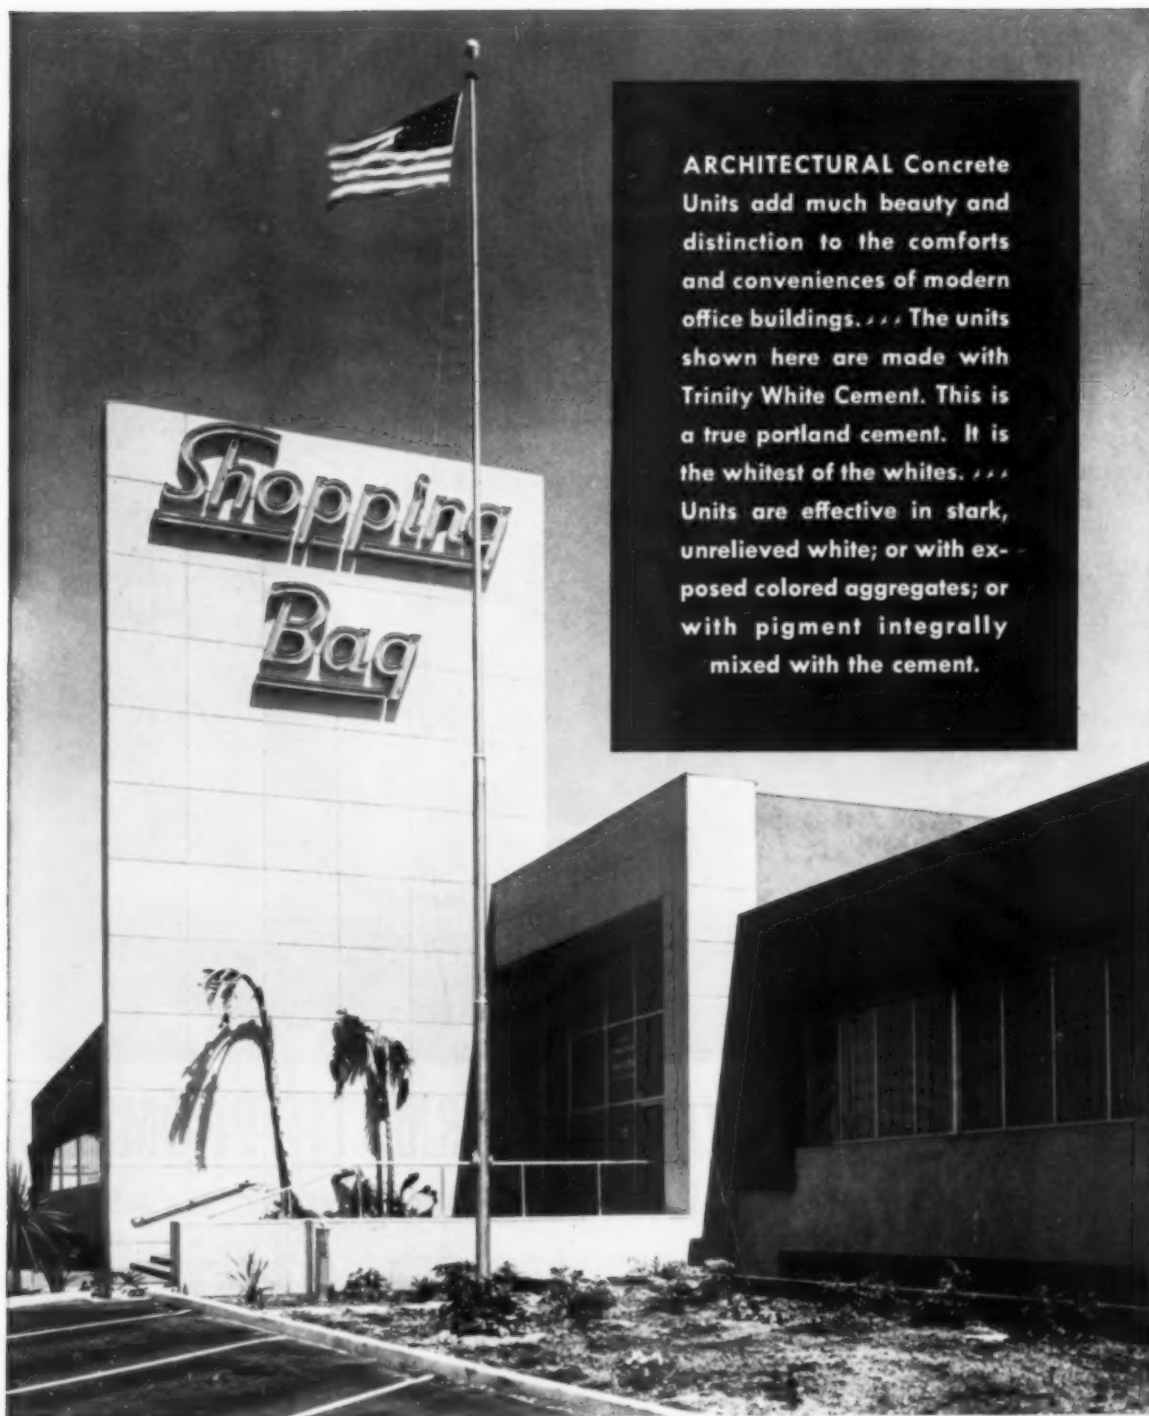 ARCHITECTURAL Concrete
Units add much beauty and
distinction to the comforts
and conveniences of modern
office buildings. , , , The units
shown here are made with
Trinity White Cement. This is
a true portland cement. It is
the whitest of the whites. , , ,
Units are effective in stark,
unrelieved white; or with ex-
posed colored aggregates; or
with pigment integrally
mixed with the cement.
Shopping
Bag